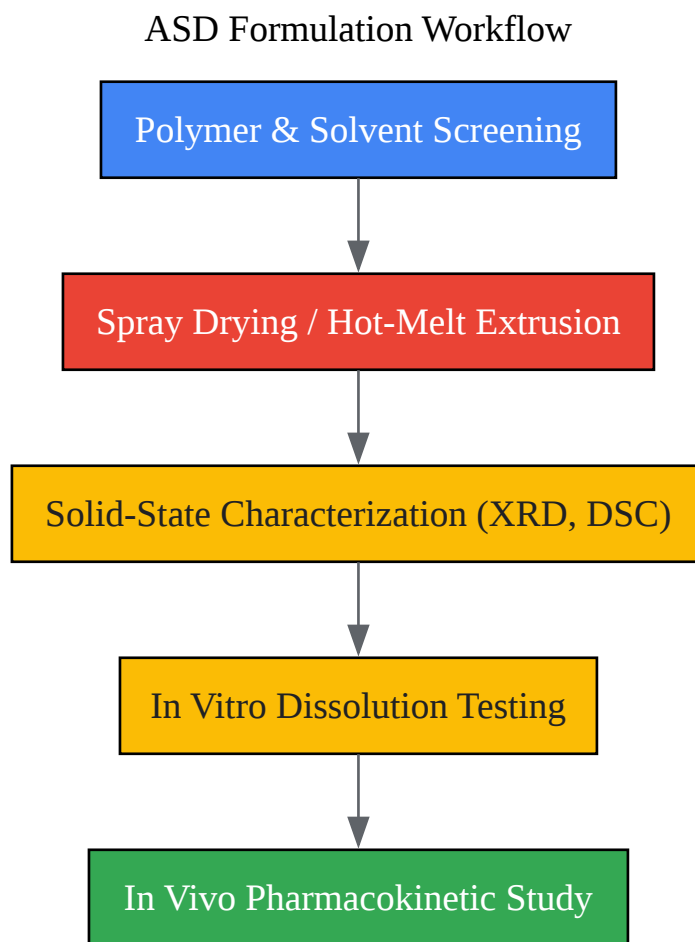 ASD Formulation Workflow
Polymer & Solvent Screening
Spray Drying / Hot-Melt Extrusion
Solid-State Characterization (XRD, DSC)
In Vitro Dissolution Testing
In Vivo Pharmacokinetic Study